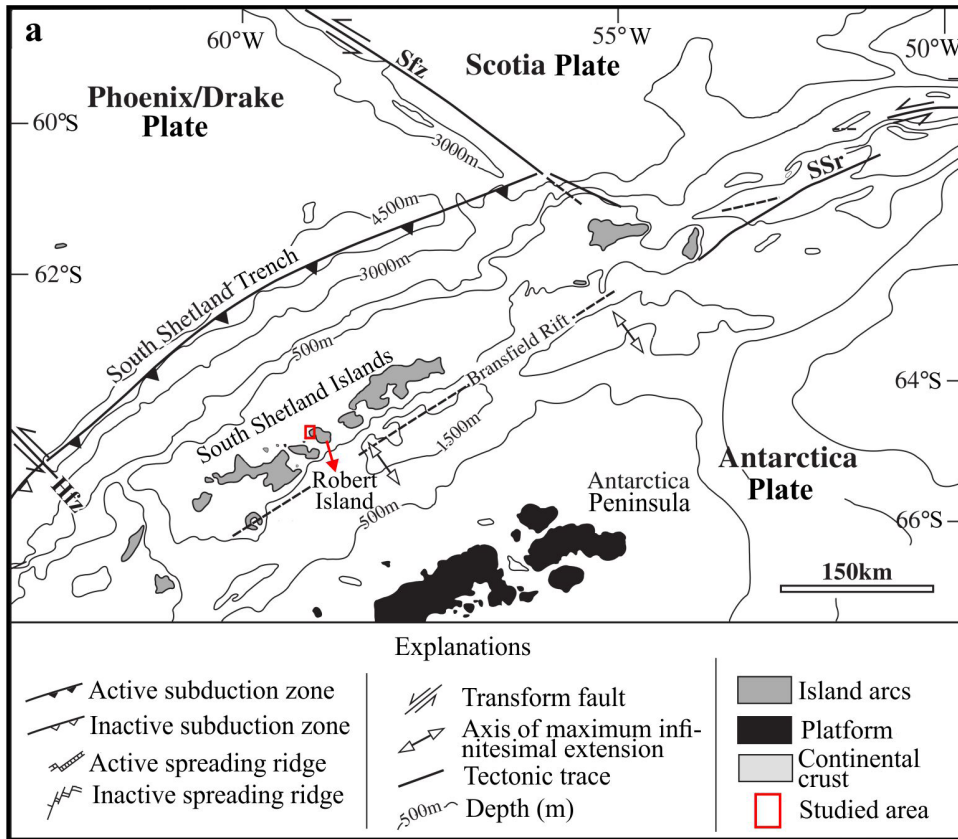 a
60°W
55°W
50°W
Sfz
Scotia Plate
Phoenix/Drake
Plate
60°S
3000m
SSr
4500m
62°S
South Shetland Trench
3000m
500m
Bransfield Rift
South Shetland Islands
64°S
1500m
Robert
Island
Antarctica
Peninsula
Antarctica
Plate
Hfz
500m
66°S
150km
Explanations
Active subduction zone
Inactive subduction zone
Active spreading ridge
Inactive spreading ridge
Transform fault
Axis of maximum infi-
nitesimal extension
Tectonic trace
500m
Depth (m)
Island arcs
Platform
Continental
crust
Studied area